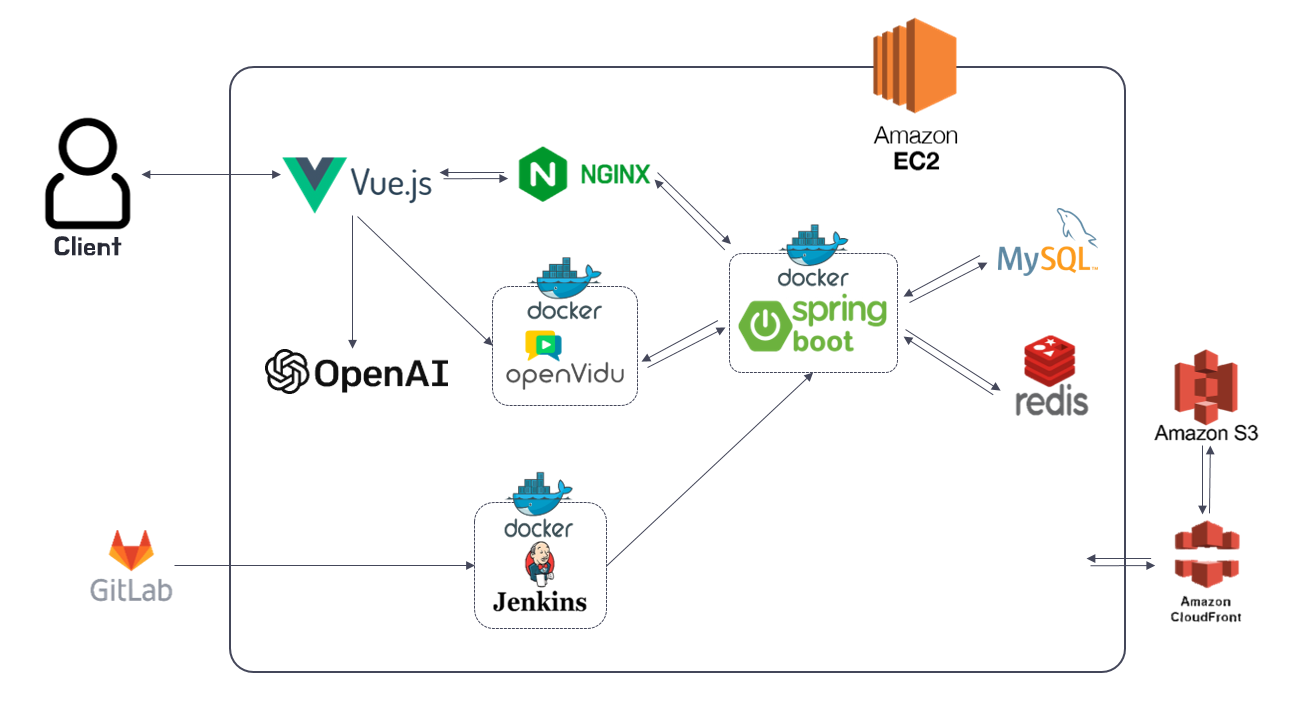 Amazon
EC2
Client
Vue.js
NGINX
docker
spring
boot
MySQL™
docker
openVidu
OpenAI
redis
Amazon S3
docker
Jenkins
GitLab
Amazon
CloudFront